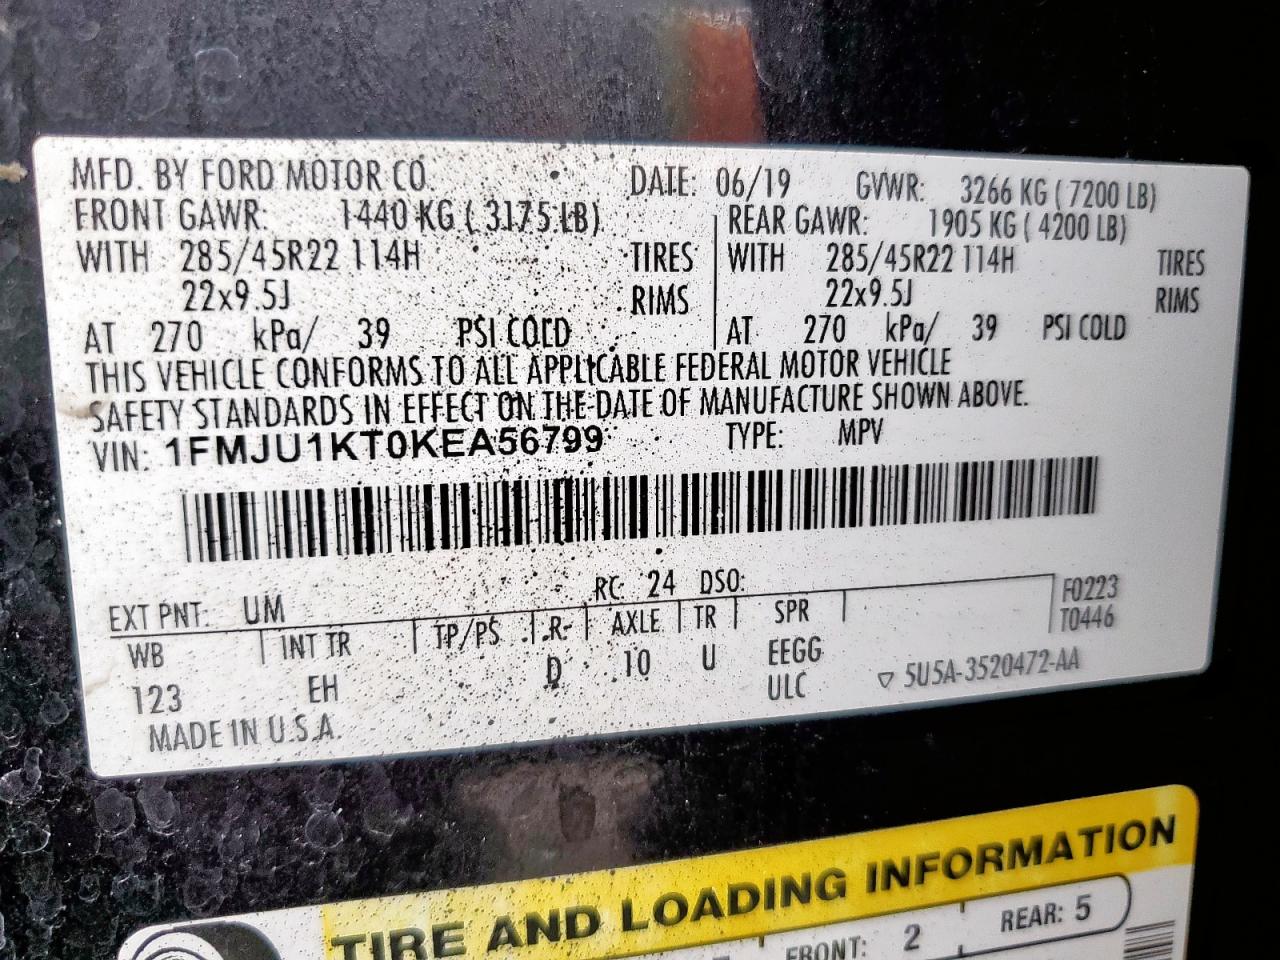 MFD. BY FORD MOTOR CO. DATE: 06/19 GVWR: 3266 KG ( 7200 LB)
FRONT GAWR: 1440 KG ( 3175 LB) REAR GAWR: 1905 KG ( 4200 LB)
WITH 285/45R22 114H TIRES WITH 285/45R22 114H TIRES
22x9.5J RIMS 22x9.5J RIMS
AT 270 kPa/ 39 PSI COLD AT 270 kPa/ 39 PSI COLD
THIS VEHICLE CONFORMS TO ALL APPLICABLE FEDERAL MOTOR VEHICLE
SAFETY STANDARDS IN EFFECT ON THE DATE OF MANUFACTURE SHOWN ABOVE.
VIN: 1FMJU1KT0KEA56799 TYPE: MPV
EXT PNT: UM RC: 24 DSO: F0223
WB INT TR TP/PS R AXLE TR SPR T0446
123 EH D 10 U EEGG
ULC ▽ 5U5A-3520472-AA
MADE IN U.S.A.
TIRE AND LOADING INFORMATION
FRONT: 2 REAR: 5